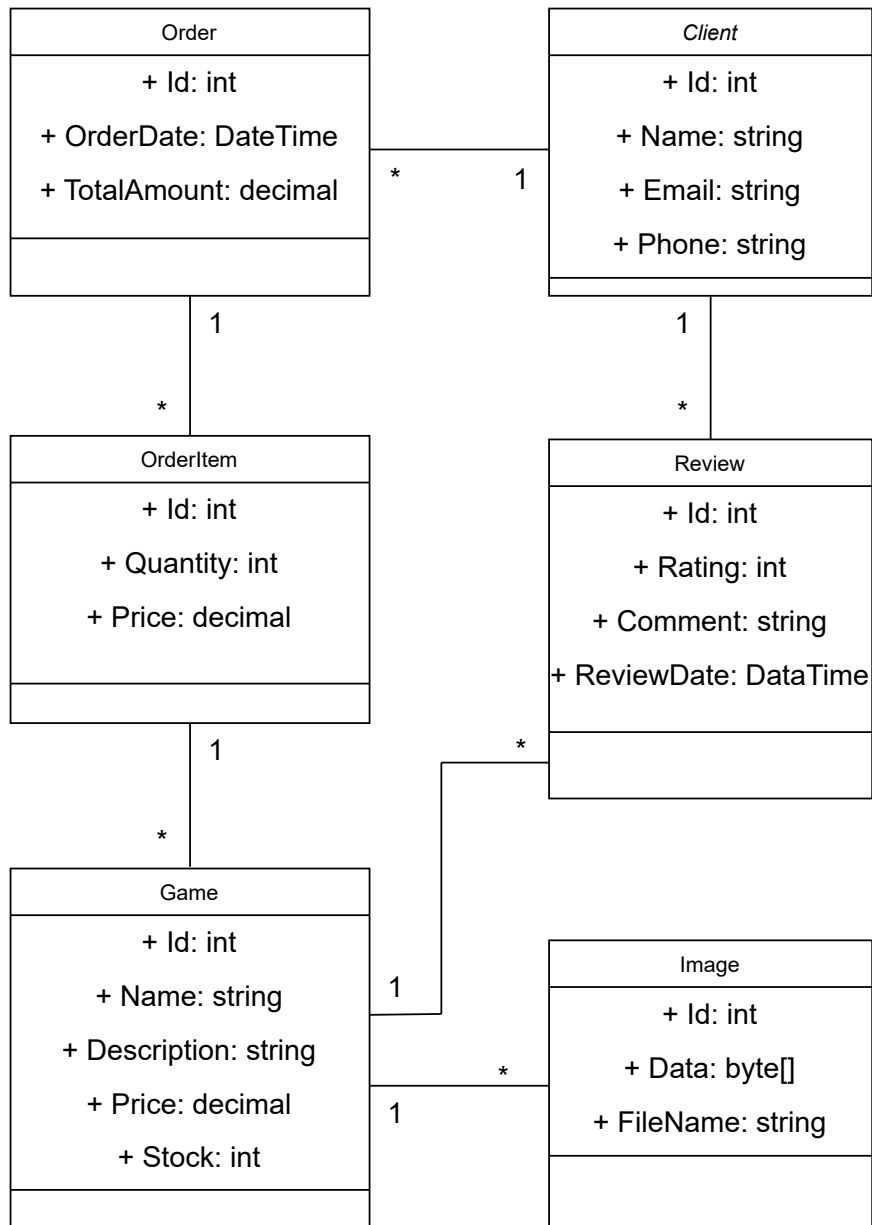 Order
+ Id: int
+ OrderDate: DateTime
+ TotalAmount: decimal
*
1
Client
+ Id: int
+ Name: string
+ Email: string
+ Phone: string
1
*
1
*
OrderItem
+ Id: int
+ Quantity: int
+ Price: decimal
Review
+ Id: int
+ Rating: int
+ Comment: string
+ ReviewDate: DataTime
1
*
*
1
Game
+ Id: int
+ Name: string
+ Description: string
+ Price: decimal
+ Stock: int
*
1
Image
+ Id: int
+ Data: byte[]
+ FileName: string